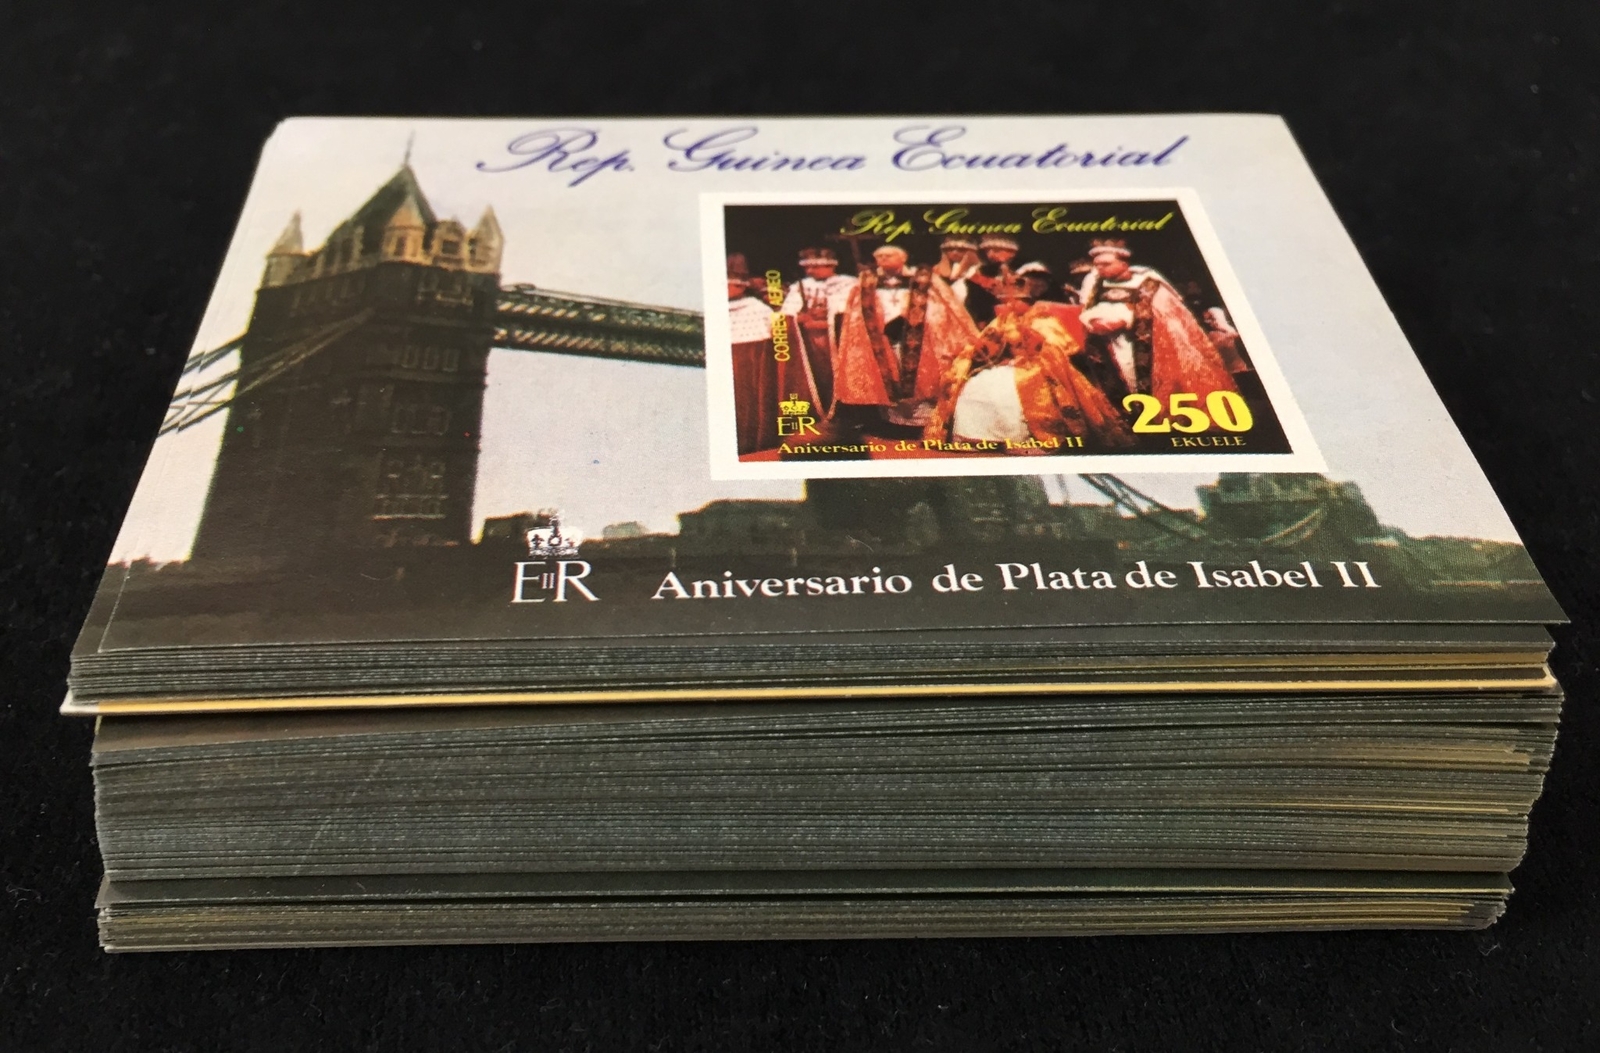 Rep. Guinea Ecuatorial
Rep. Guinea Ecuatorial
CORREO AEREO
250
EKUELE
EIIR
Aniversario de Plata de Isabel II
EIIR
Aniversario de Plata de Isabel II